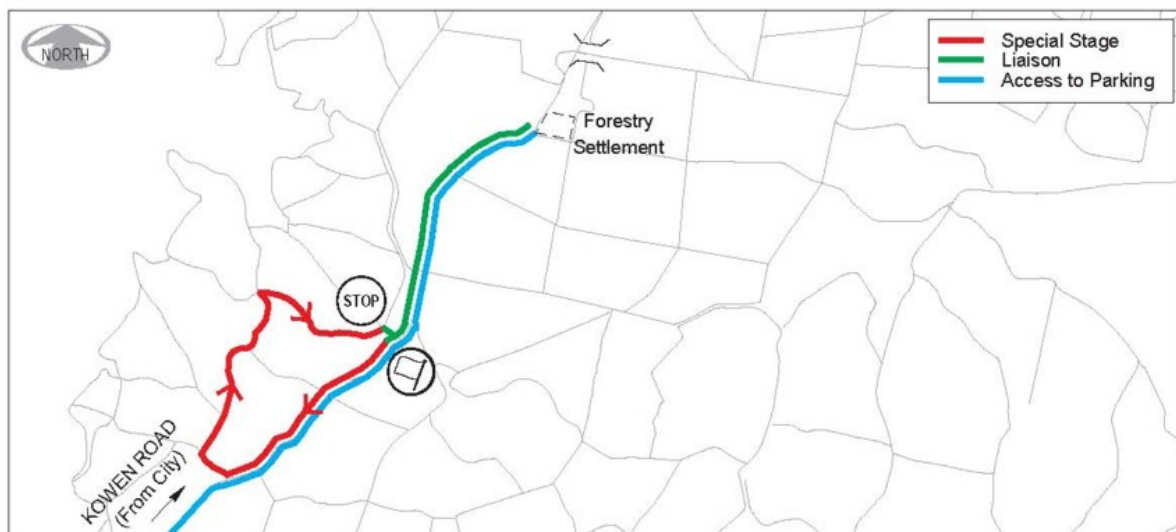 NORTH
Special Stage
Liaison
Access to Parking
Forestry
Settlement
STOP
KOWEN ROAD
(From City)